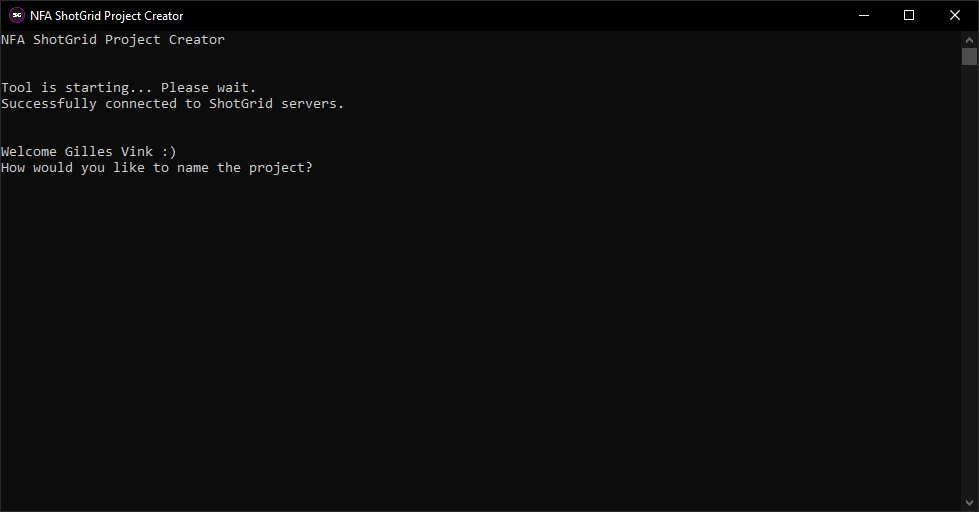 SG NFA ShotGrid Project Creator
NFA ShotGrid Project Creator
Tool is starting... Please wait.
Successfully connected to ShotGrid servers.
Welcome Gilles Vink :)
How would you like to name the project?